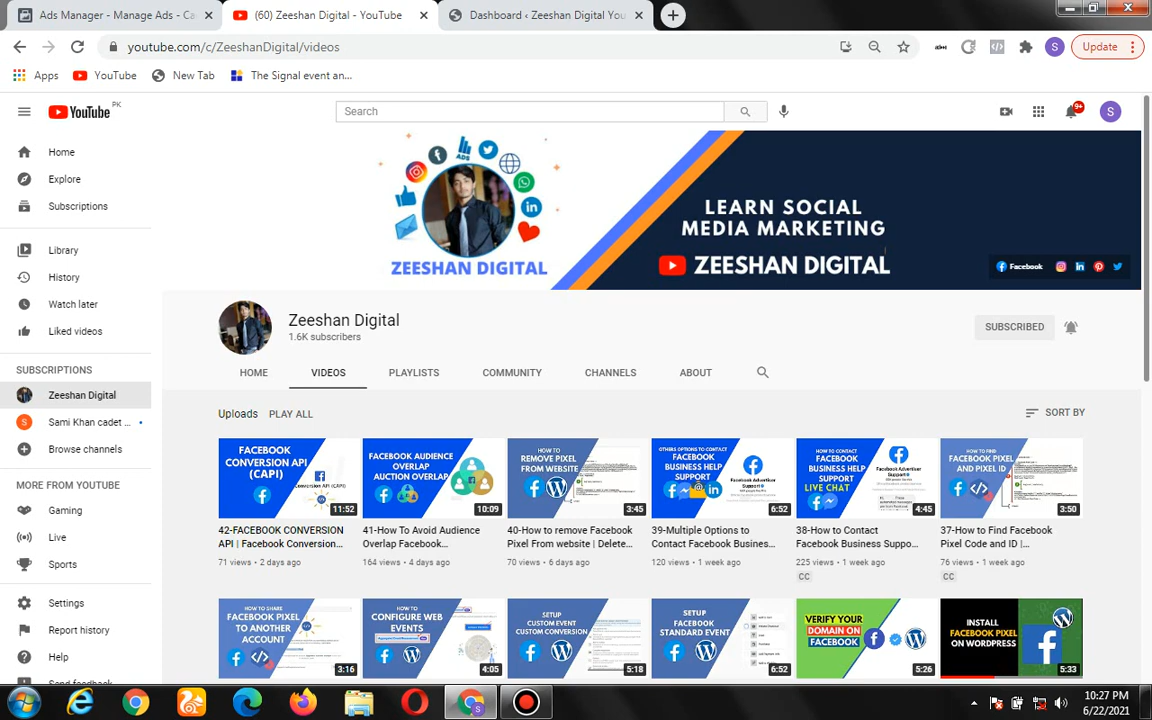 Ads Manager - Manage Ads - Ca
(60) Zeeshan Digital - YouTube
Dashboard ‹ Zeeshan Digital You
youtube.com/c/ZeeshanDigital/videos
S
Update
Apps
YouTube
New Tab
The Signal event an...
YouTube PK
Search
9+
S
Home
Explore
Subscriptions
Library
History
Watch later
Liked videos
SUBSCRIPTIONS
Zeeshan Digital
S Sami Khan cadet ...
Browse channels
MORE FROM YOUTUBE
Gaming
Live
Sports
Settings
Report history
Help
Send feedback
ADS
ZEESHAN DIGITAL
LEARN SOCIAL
MEDIA MARKETING
ZEESHAN DIGITAL
Facebook
Zeeshan Digital
1.6K subscribers
SUBSCRIBED
HOME
VIDEOS
PLAYLISTS
COMMUNITY
CHANNELS
ABOUT
Uploads
PLAY ALL
SORT BY
FACEBOOK
CONVERSION API
(CAPI)
11:52
42-FACEBOOK CONVERSION
API | Facebook Conversion...
71 views • 2 days ago
FACEBOOK AUDIENCE
OVERLAP
AUCTION OVERLAP
10:09
41-How To Avoid Audience
Overlap Facebook...
164 views • 4 days ago
HOW TO
REMOVE PIXEL
FROM WEBSITE
3:45
40-How to remove Facebook
Pixel From website | Delete...
70 views • 6 days ago
OTHERS OPTIONS TO CONTACT
FACEBOOK
BUSINESS HELP
SUPPORT
6:52
39-Multiple Options to
Contact Facebook Busines...
120 views • 1 week ago
HOW TO CONTACT
FACEBOOK
BUSINESS HELP
SUPPORT
LIVE CHAT
Facebook Advertiser
Support
4:45
38-How to Contact
Facebook Business Suppo...
225 views • 1 week ago
CC
HOW TO FIND
FACEBOOK PIXEL
AND PIXEL ID
3:50
37-How to Find Facebook
Pixel Code and ID |...
76 views • 1 week ago
CC
HOW TO SHARE
FACEBOOK PIXEL
TO ANOTHER
ACCOUNT
3:16
HOW TO
CONFIGURE WEB
EVENTS
4:05
SETUP
CUSTOM EVENT
CUSTOM CONVERSION
5:18
SETUP
FACEBOOK
STANDARD EVENT
6:52
VERIFY YOUR
DOMAIN ON
FACEBOOK
5:26
INSTALL
FACEBOOK PIXEL
ON WORDPRESS
5:33
10:27 PM
6/22/2021